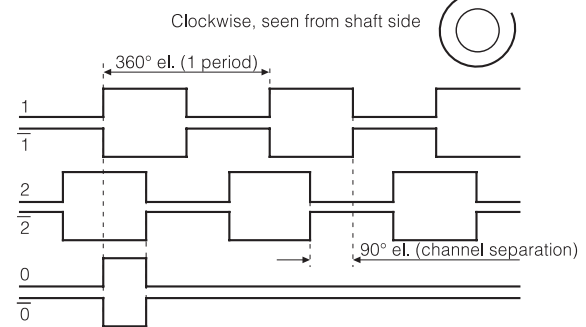 Clockwise, seen from shaft side
360° el. (1 period)
1
1̅
2
2̅
90° el. (channel separation)
0
0̅